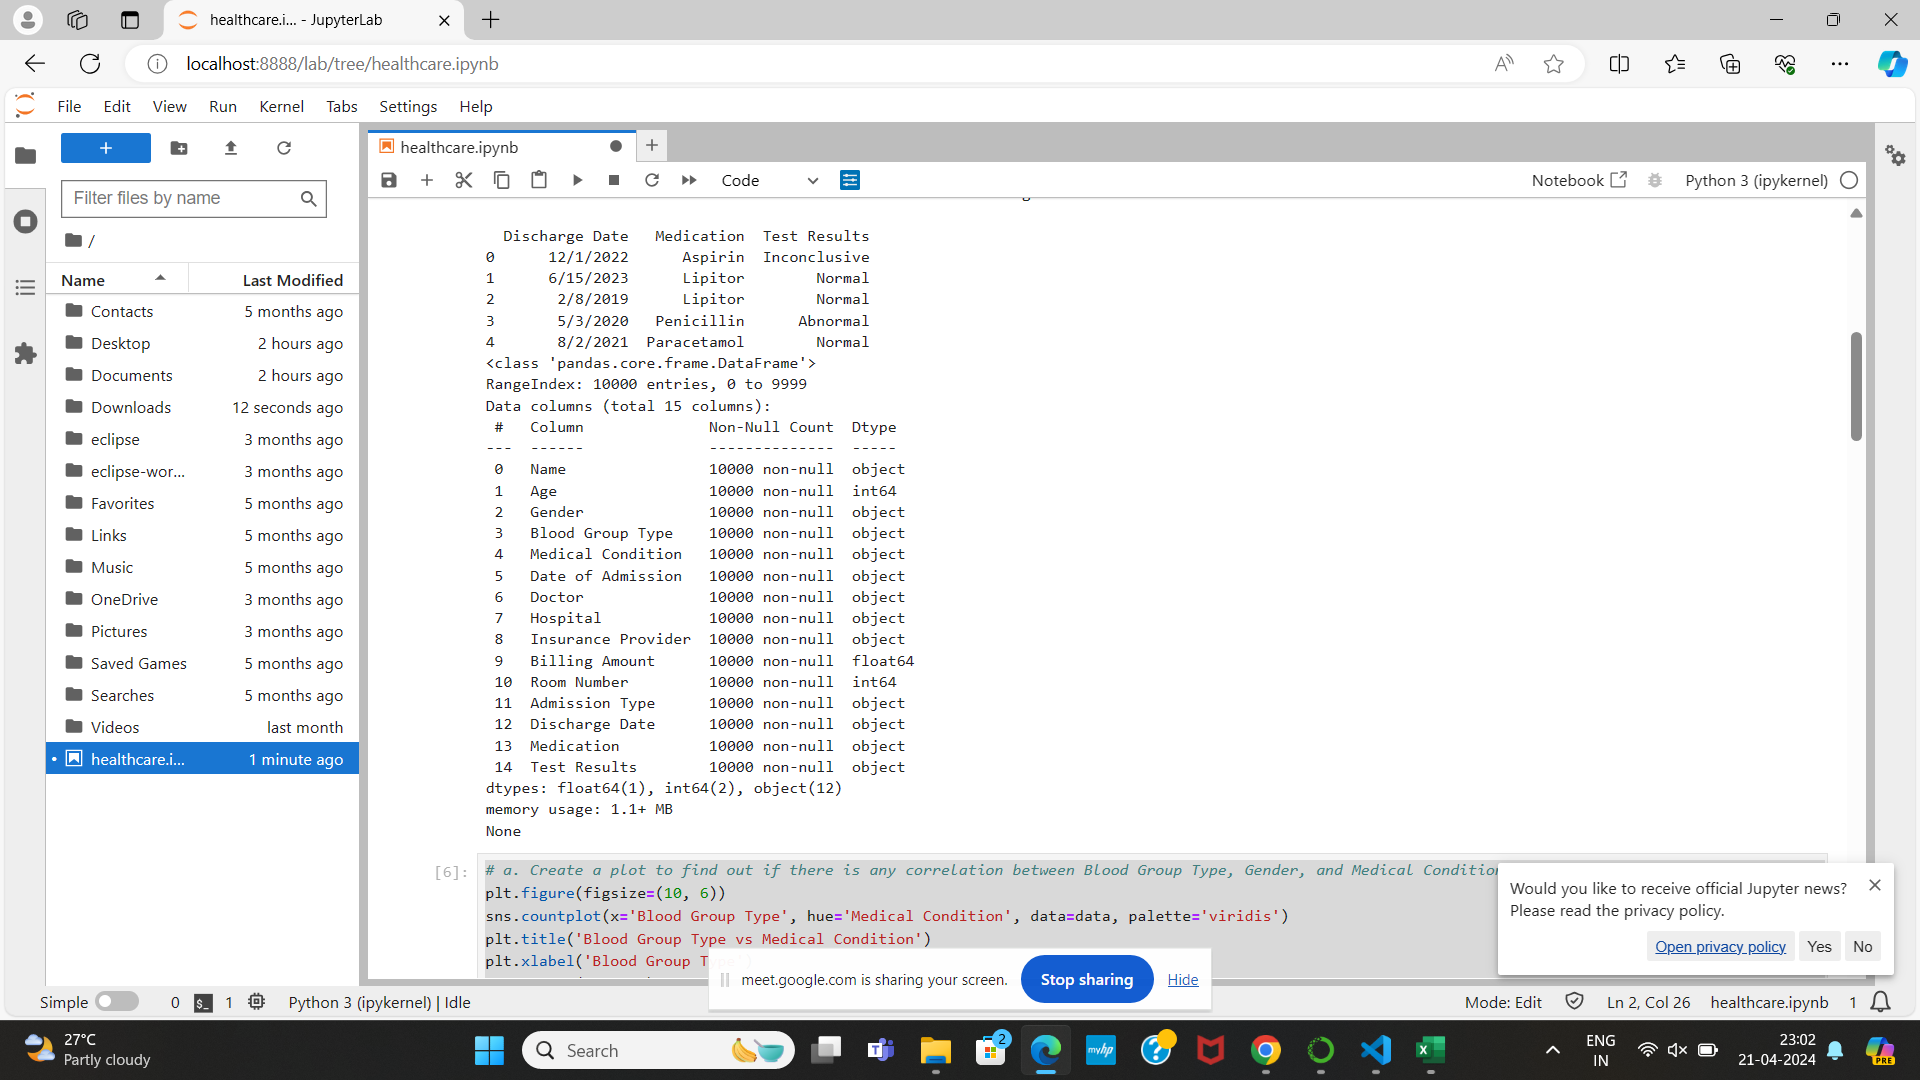 healthcare.i... - JupyterLab
localhost:8888/lab/tree/healthcare.ipynb
File Edit View Run Kernel Tabs Settings Help
healthcare.ipynb
Code
Notebook
Python 3 (ipykernel)
Filter files by name
/
Name Last Modified
Contacts 5 months ago
Desktop 2 hours ago
Documents 2 hours ago
Downloads 12 seconds ago
eclipse 3 months ago
eclipse-wor... 3 months ago
Favorites 5 months ago
Links 5 months ago
Music 5 months ago
OneDrive 3 months ago
Pictures 3 months ago
Saved Games 5 months ago
Searches 5 months ago
Videos last month
healthcare.i... 1 minute ago
Discharge Date Medication Test Results
0 12/1/2022 Aspirin Inconclusive
1 6/15/2023 Lipitor Normal
2 2/8/2019 Lipitor Normal
3 5/3/2020 Penicillin Abnormal
4 8/2/2021 Paracetamol Normal
<class 'pandas.core.frame.DataFrame'>
RangeIndex: 10000 entries, 0 to 9999
Data columns (total 15 columns):
# Column Non-Null Count Dtype
--- ------ -------------- -----
0 Name 10000 non-null object
1 Age 10000 non-null int64
2 Gender 10000 non-null object
3 Blood Group Type 10000 non-null object
4 Medical Condition 10000 non-null object
5 Date of Admission 10000 non-null object
6 Doctor 10000 non-null object
7 Hospital 10000 non-null object
8 Insurance Provider 10000 non-null object
9 Billing Amount 10000 non-null float64
10 Room Number 10000 non-null int64
11 Admission Type 10000 non-null object
12 Discharge Date 10000 non-null object
13 Medication 10000 non-null object
14 Test Results 10000 non-null object
dtypes: float64(1), int64(2), object(12)
memory usage: 1.1+ MB
None
[6]:
# a. Create a plot to find out if there is any correlation between Blood Group Type, Gender, and Medical Condition
plt.figure(figsize=(10, 6))
sns.countplot(x='Blood Group Type', hue='Medical Condition', data=data, palette='viridis')
plt.title('Blood Group Type vs Medical Condition')
plt.xlabel('Blood Group
Would you like to receive official Jupyter news?
Please read the privacy policy.
Open privacy policy Yes No
meet.google.com is sharing your screen. Stop sharing Hide
Simple 0 1 Python 3 (ipykernel) | Idle Mode: Edit Ln 2, Col 26 healthcare.ipynb 1
27°C
Partly cloudy
Search
2
myhp
ENG
IN
23:02
21-04-2024
PRE